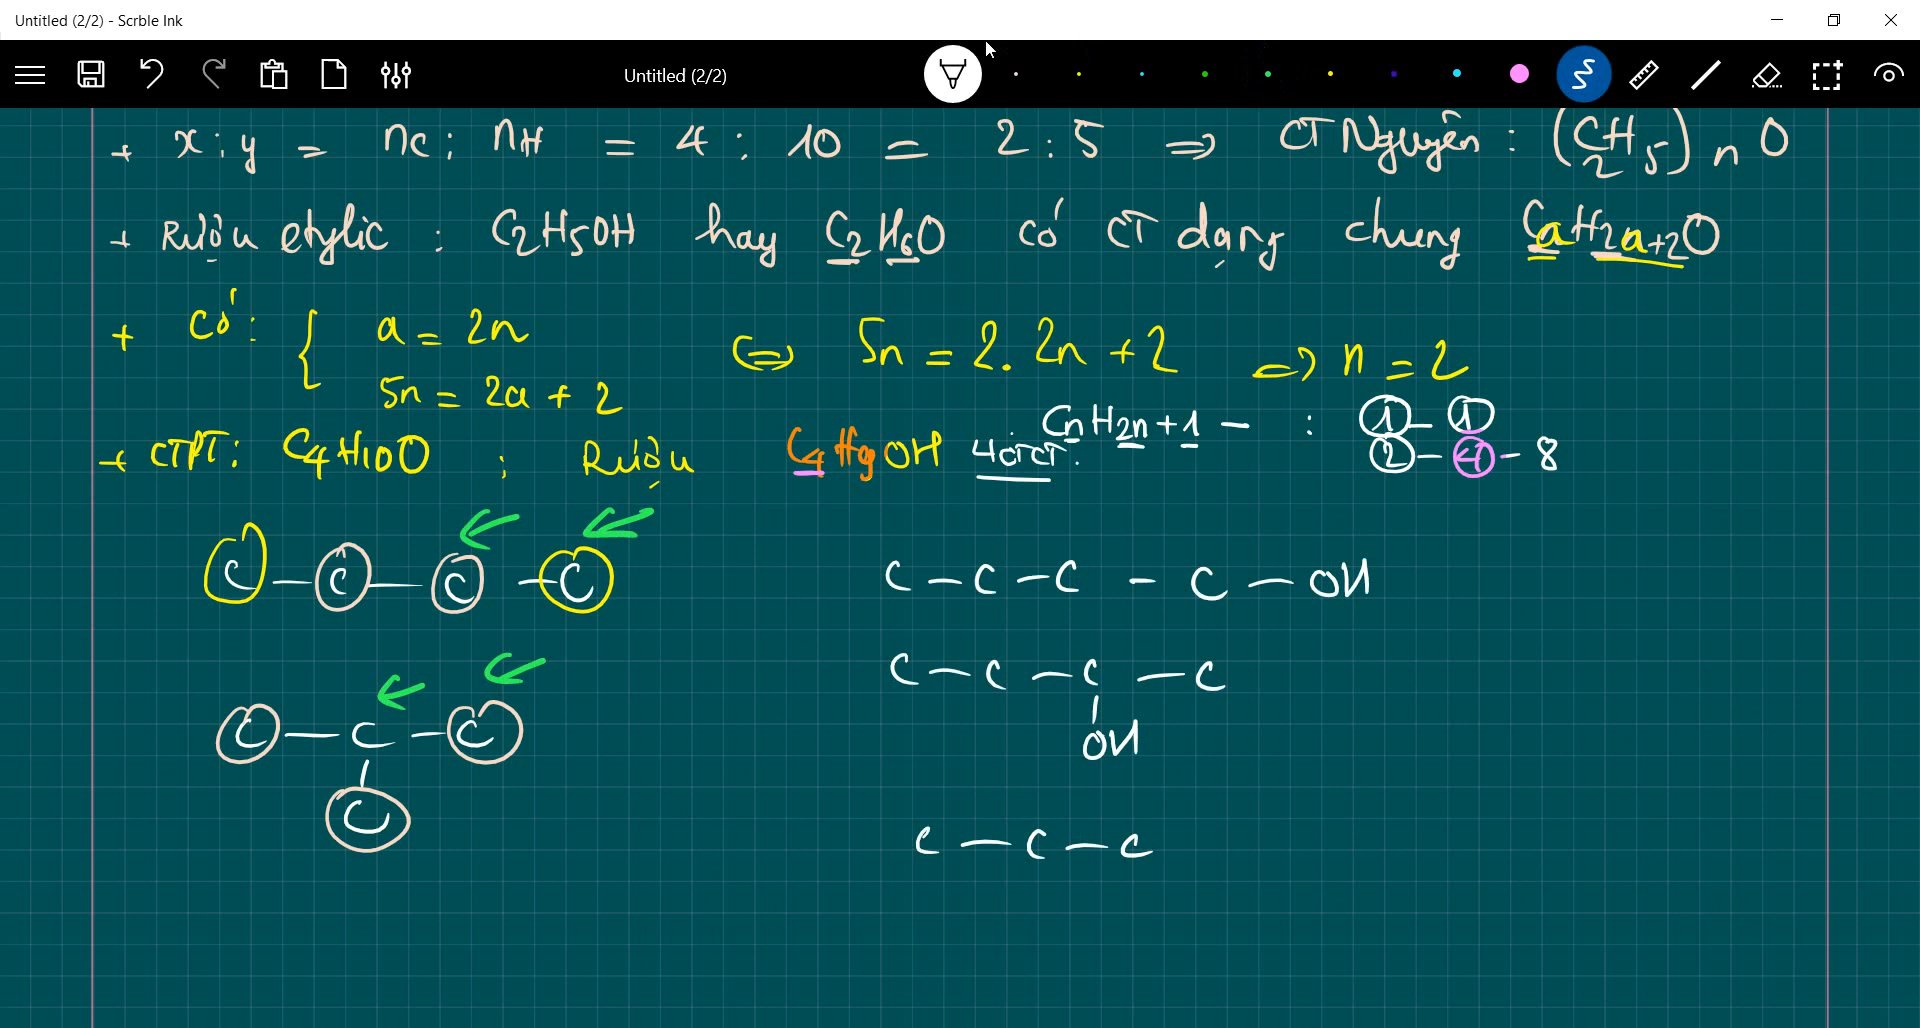 Untitled (2/2) - Scrble Ink
Untitled (2/2)
+ x : y = nC : nH = 4 : 10 = 2 : 5 => CT Nguyên : (C2H5)n O
+ Rượu etylic : C2H5OH hay C2H6O có CT dạng chung CaH2a+2O
+ Có : { a = 2n
5n = 2a + 2
<=> 5n = 2. 2n + 2 <=> n = 2
CnH2n+1 - : 1 - 1
2 - 4 - 8
+ CTPT : C4H10O ; Rượu C4H9OH 4 CTCT.
C - C - C - C
C - C - C - C - OH
C - C - C
C
C - C - C - C
OH
C - C - C